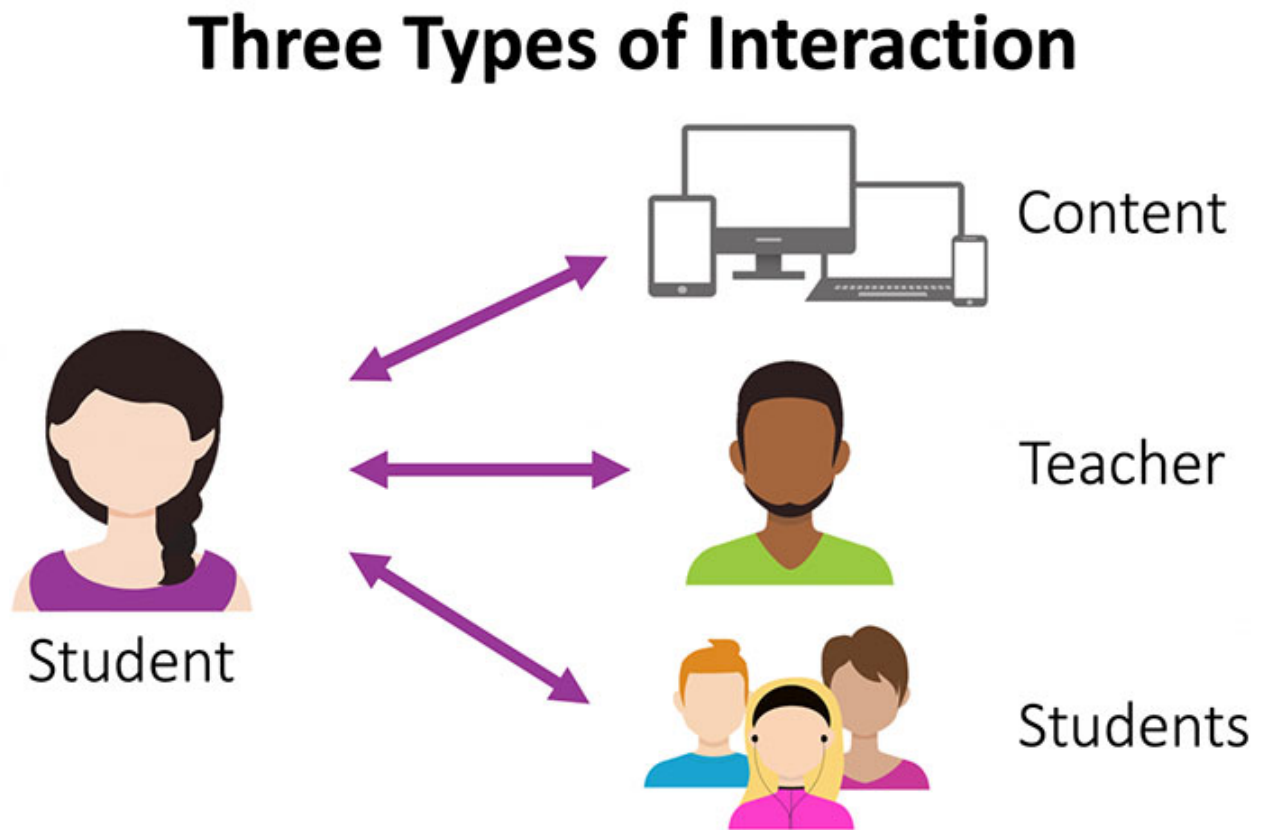 Three Types of Interaction
Content
Teacher
Student
Students